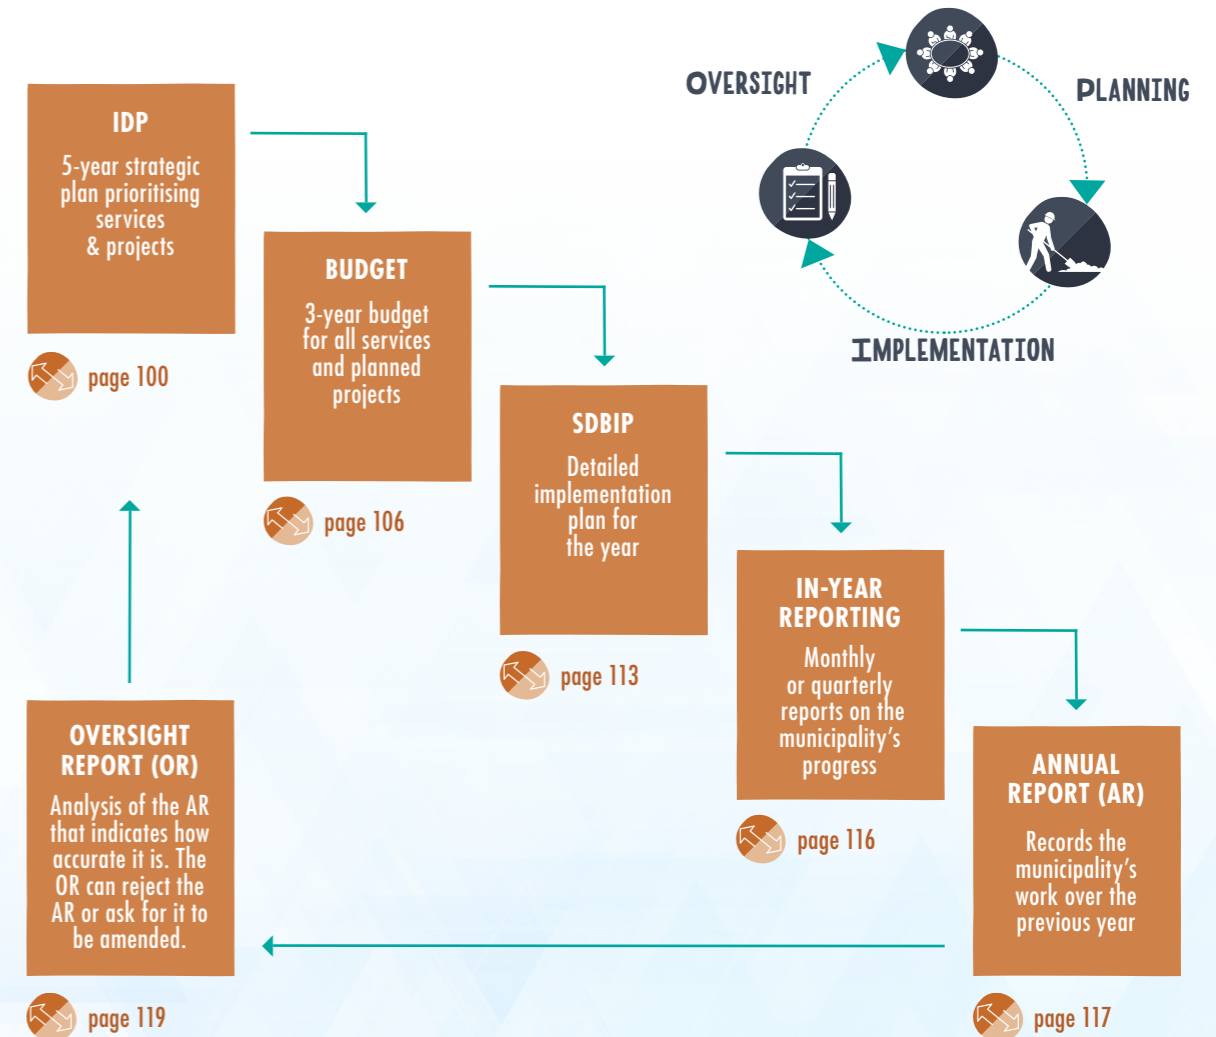 OVERSIGHT
PLANNING
IMPLEMENTATION
IDP
5-year strategic
plan prioritising
services
& projects
page 100
BUDGET
3-year budget
for all services
and planned
projects
page 106
SDBIP
Detailed
implementation
plan for
the year
page 113
IN-YEAR
REPORTING
Monthly
or quarterly
reports on the
municipality's
progress
page 116
ANNUAL
REPORT (AR)
Records the
municipality's
work over the
previous year
page 117
OVERSIGHT
REPORT (OR)
Analysis of the AR
that indicates how
accurate it is. The
OR can reject the
AR or ask for it to
be amended.
page 119